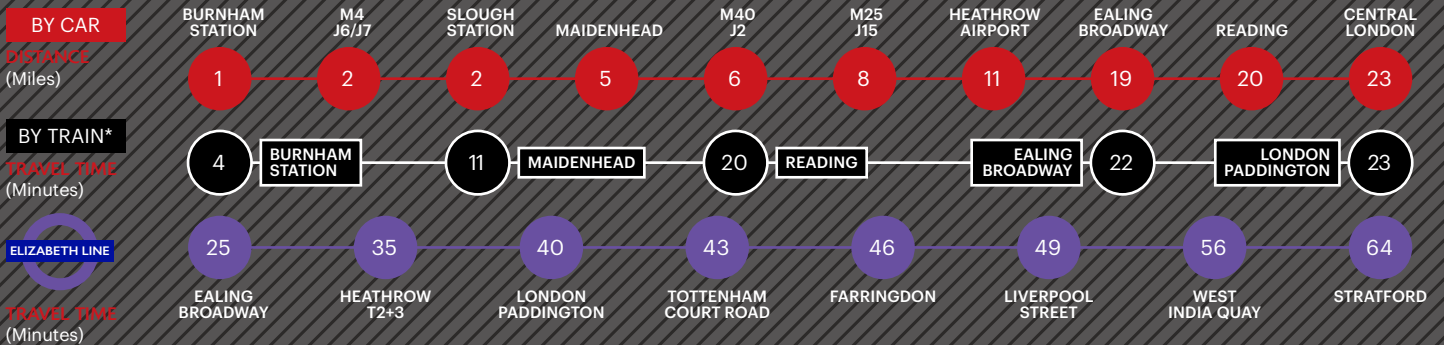 BY CAR
DISTANCE
(Miles)
BURNHAM
STATION
M4
J6/J7
SLOUGH
STATION
MAIDENHEAD
M40
J2
M25
J15
HEATHROW
AIRPORT
EALING
BROADWAY
READING
CENTRAL
LONDON
1
2
2
5
6
8
11
19
20
23
BY TRAIN*
TRAVEL TIME
(Minutes)
4
BURNHAM
STATION
11
MAIDENHEAD
20
READING
EALING
BROADWAY
22
LONDON
PADDINGTON
23
ELIZABETH LINE
TRAVEL TIME
(Minutes)
25
35
40
43
46
49
56
64
EALING
BROADWAY
HEATHROW
T2+3
LONDON
PADDINGTON
TOTTENHAM
COURT ROAD
FARRINGDON
LIVERPOOL
STREET
WEST
INDIA QUAY
STRATFORD